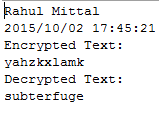 Rahul Mittal
2015/10/02 17:45:21
Encrypted Text:
yahzkxlamk
Decrypted Text:
subterfuge